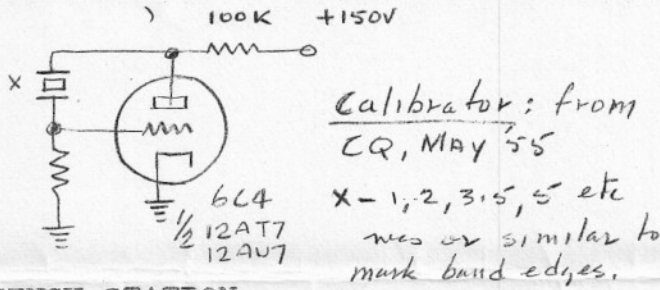 100K +150V
X
Calibrator: from
CQ, MAY '55
6C4
X - 1, 2, 3.5, 5 etc
1/2 12AT7
12AU7
mcs or similar to
mark band edges.
STATION